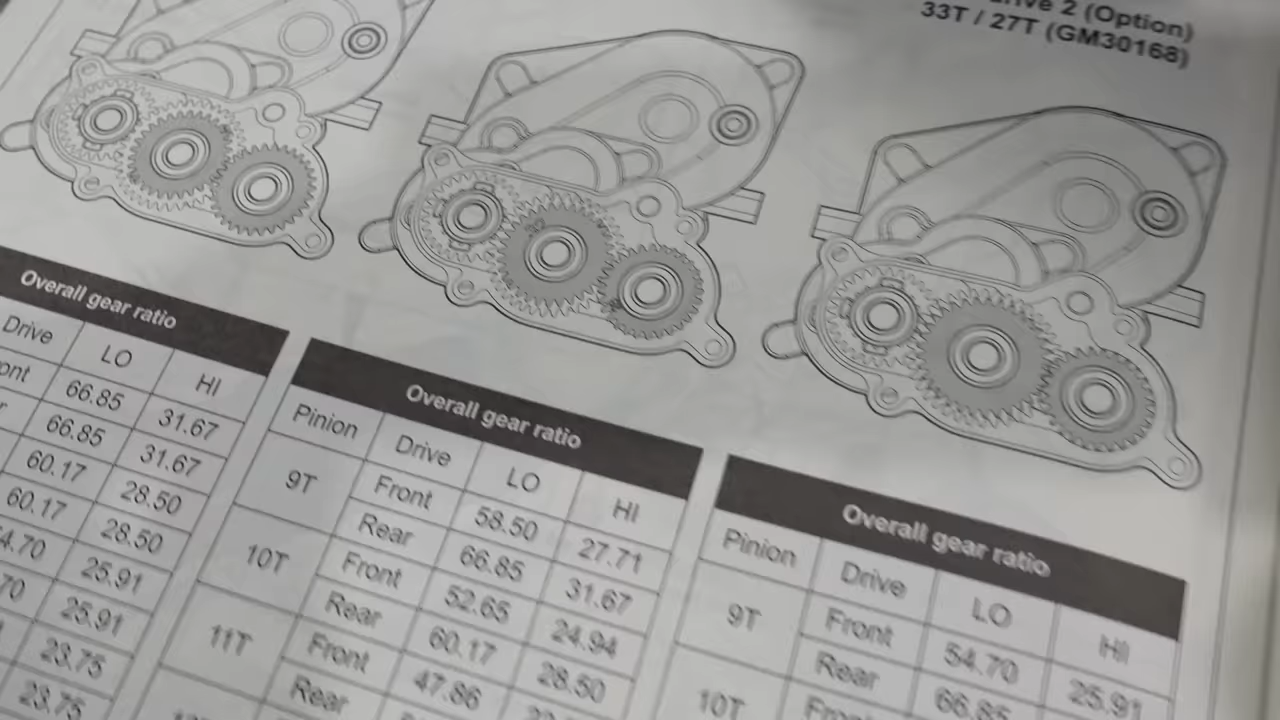 2 (Option)
33T / 27T (GM30168)
Overall gear ratio
Drive LO HI
66.85 31.67
66.85 31.67
60.17 28.50
60.17 28.50
25.91
25.91
23.75
23.75
Overall gear ratio
Pinion Drive LO HI
9T Front 58.50 27.71
Rear 66.85 31.67
10T Front 52.65 24.94
Rear 60.17 28.50
11T Front 47.86
Rear
Overall gear ratio
Pinion Drive LO HI
9T Front 54.70 25.91
Rear 66.85
10T